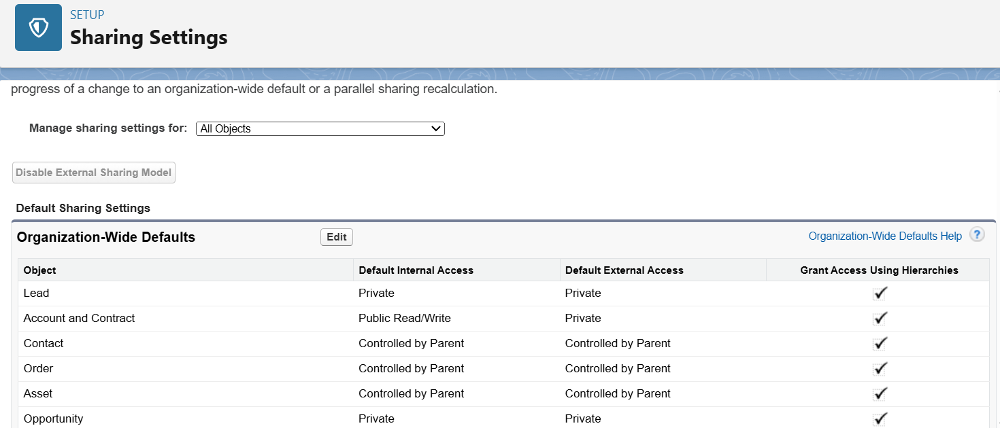 SETUP
Sharing Settings
progress of a change to an organization-wide default or a parallel sharing recalculation.
Manage sharing settings for: All Objects
Disable External Sharing Model
Default Sharing Settings
Organization-Wide Defaults Edit Organization-Wide Defaults Help ?
Object Default Internal Access Default External Access Grant Access Using Hierarchies
Lead Private Private
Account and Contract Public Read/Write Private
Contact Controlled by Parent Controlled by Parent
Order Controlled by Parent Controlled by Parent
Asset Controlled by Parent Controlled by Parent
Opportunity Private Private